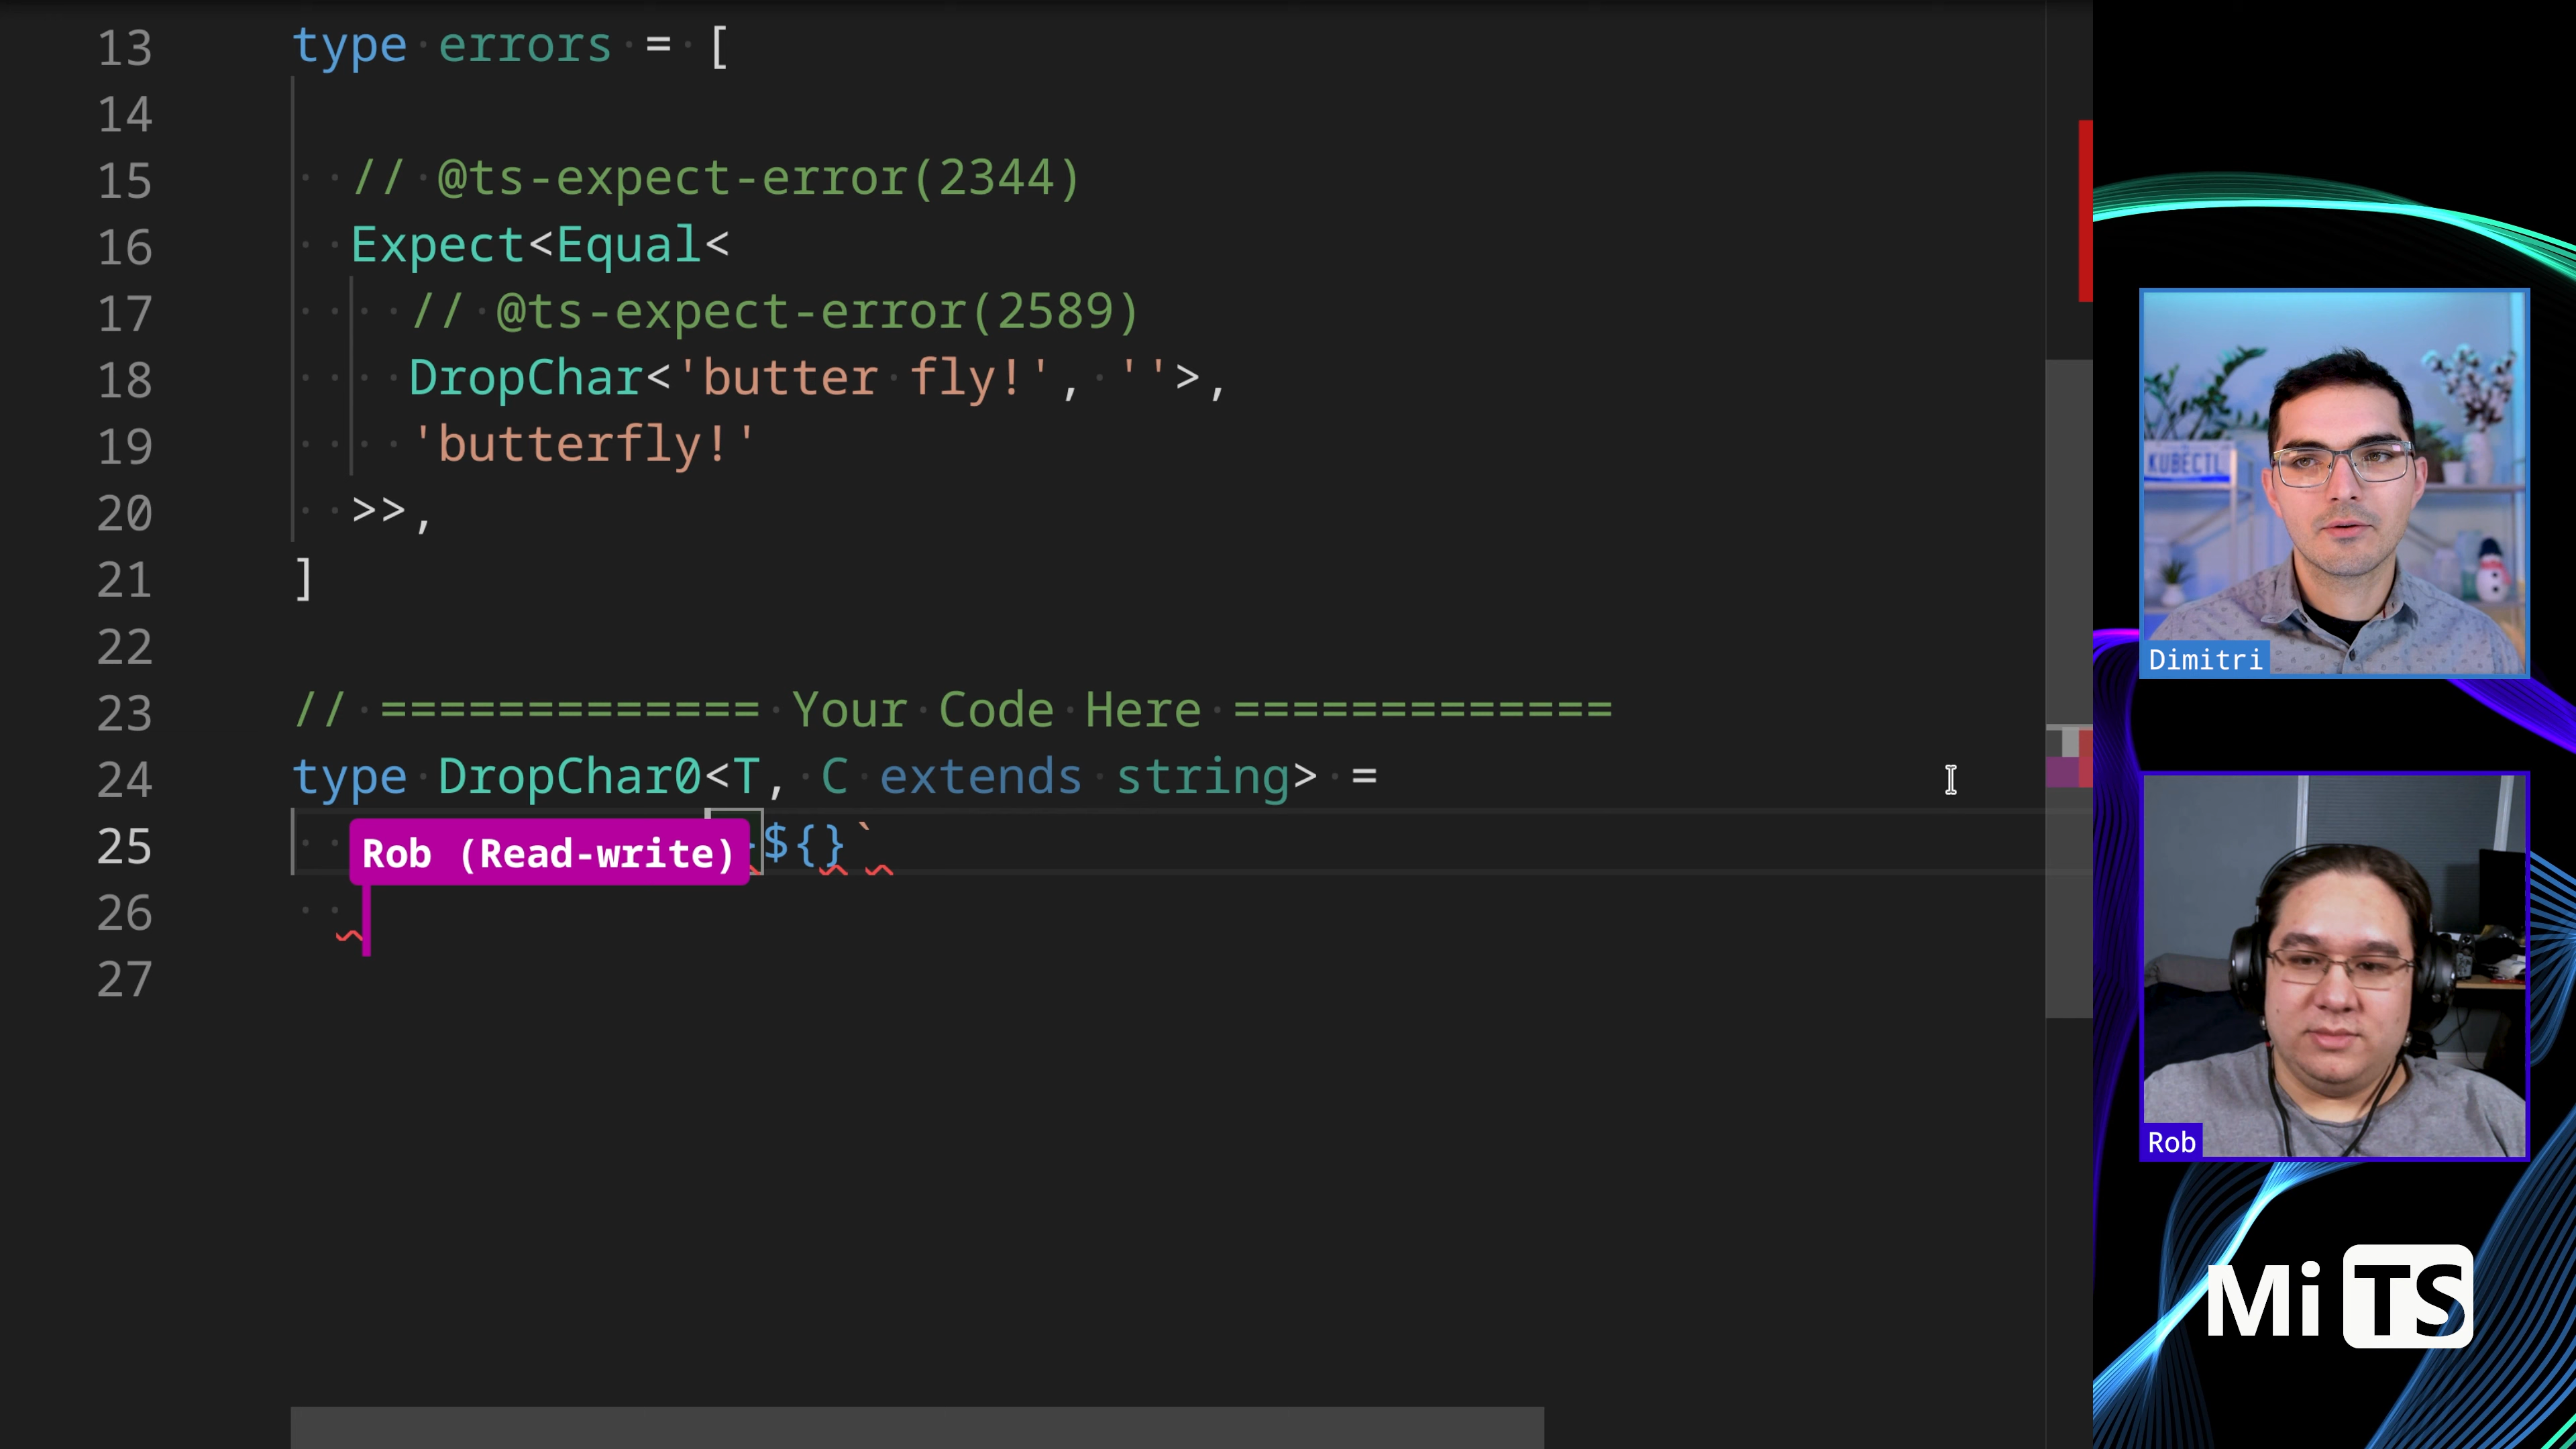 13 type errors = [
14
15 // @ts-expect-error(2344)
16 Expect<Equal<
17 // @ts-expect-error(2589)
18 DropChar<'butter fly!', ''>,
19 'butterfly!'
20 >>,
21 ]
22
23 // ============= Your Code Here =============
24 type DropChar0<T, C extends string> =
25 Rob (Read-write) ${}`
26
27
KUBECTL
Dimitri
Rob
Mi TS